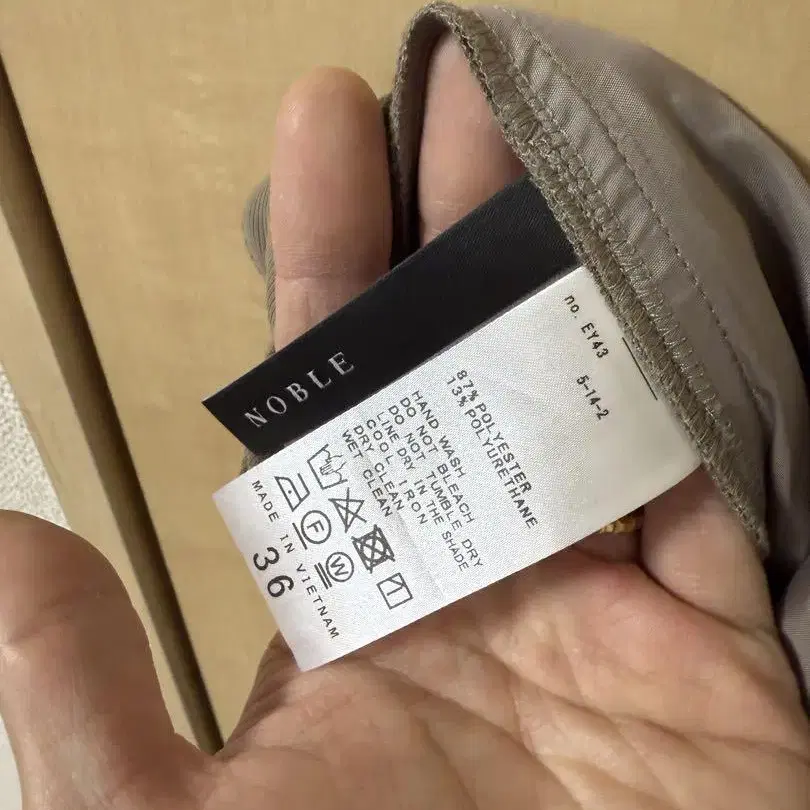 NOBLE
no. EY43
5-14-2
87% POLYESTER
13% POLYURETHANE
HAND WASH
DO NOT BLEACH
DO NOT TUMBLE DRY
LINE DRY IN THE SHADE
COOL IRON
DRY CLEAN
WET CLEAN
F
W
MADE IN VIETNAM
36